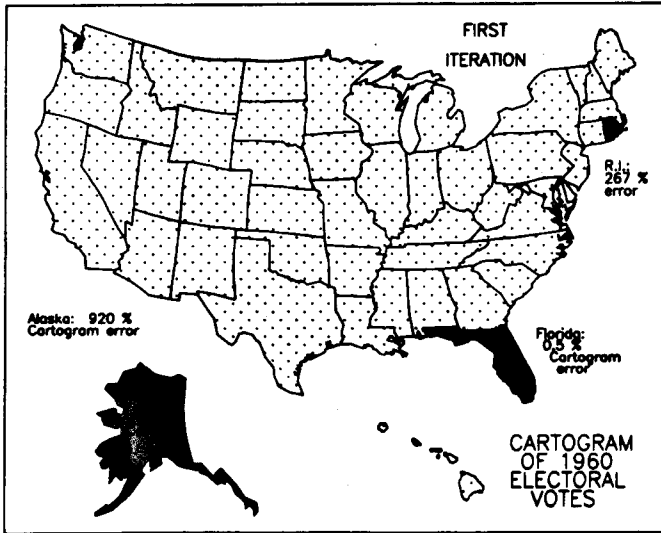 FIRST
ITERATION
R.I.:
267 %
error
Alaska: 920 %
Cartogram error
Florida:
0.5 %
Cartogram
error
CARTOGRAM
OF 1960
ELECTORAL
VOTES